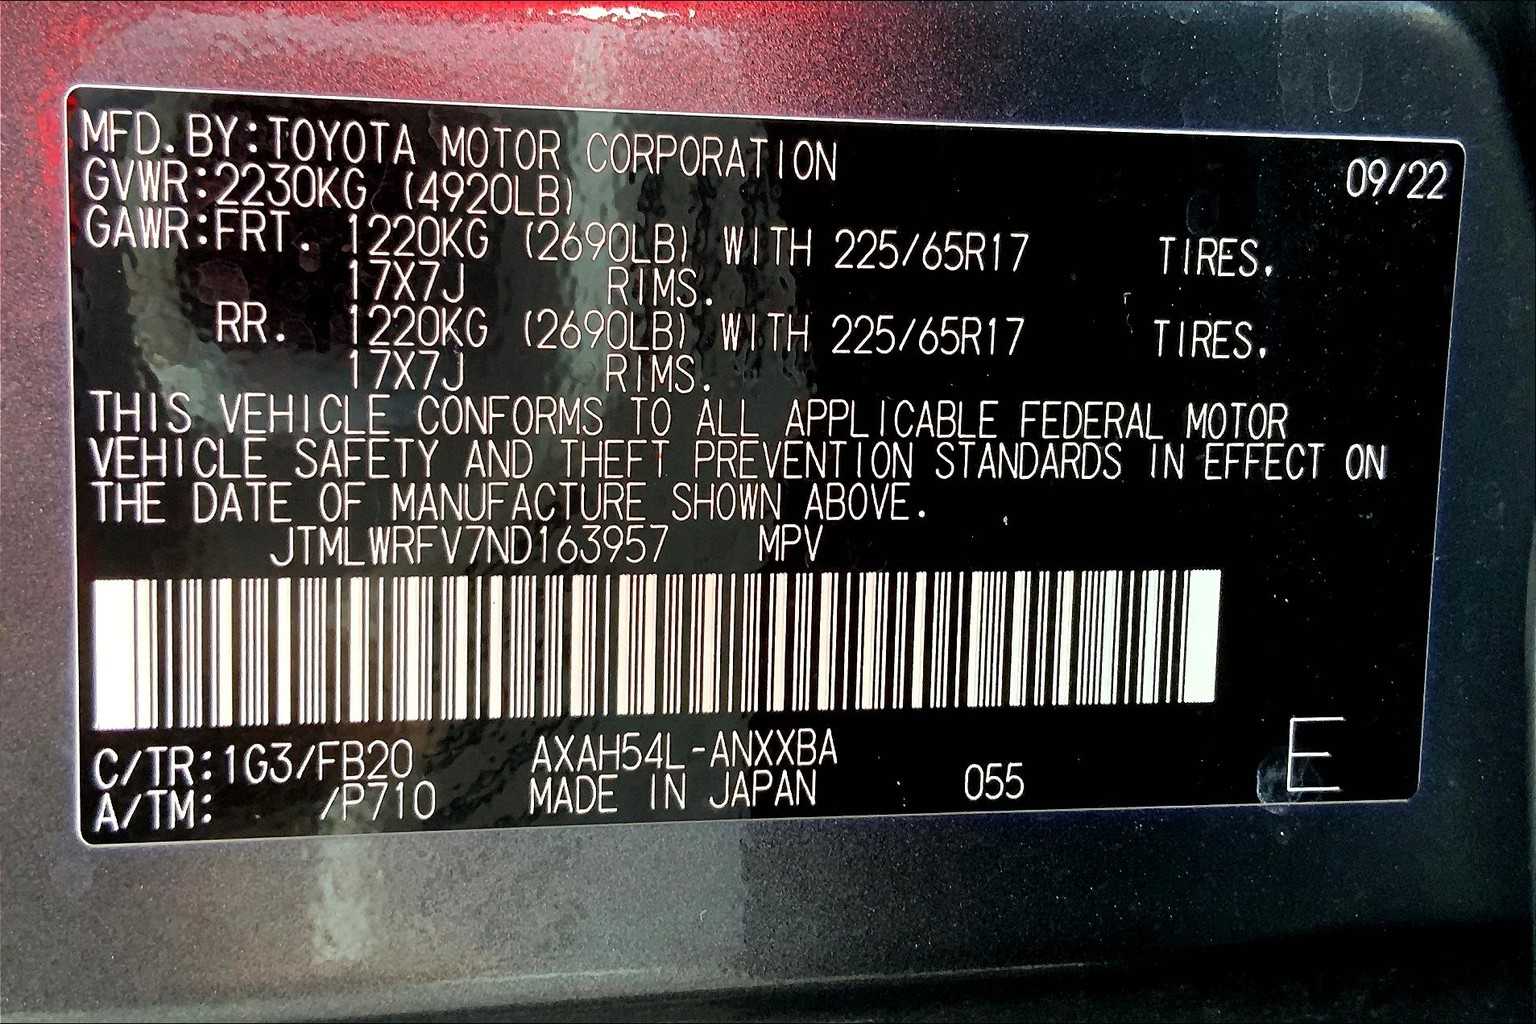 MFD. BY:TOYOTA MOTOR CORPORATION 09/22
GVWR:2230KG (4920LB)
GAWR:FRT. 1220KG (2690LB) WITH 225/65R17 TIRES.
17X7J RIMS.
RR. 1220KG (2690LB) WITH 225/65R17 TIRES.
17X7J RIMS.
THIS VEHICLE CONFORMS TO ALL APPLICABLE FEDERAL MOTOR
VEHICLE SAFETY AND THEFT PREVENTION STANDARDS IN EFFECT ON
THE DATE OF MANUFACTURE SHOWN ABOVE.
JTMLWRFV7ND163957 MPV
C/TR:1G3/FB20 AXAH54L-ANXXBA
A/TM: /P710 MADE IN JAPAN 055 E